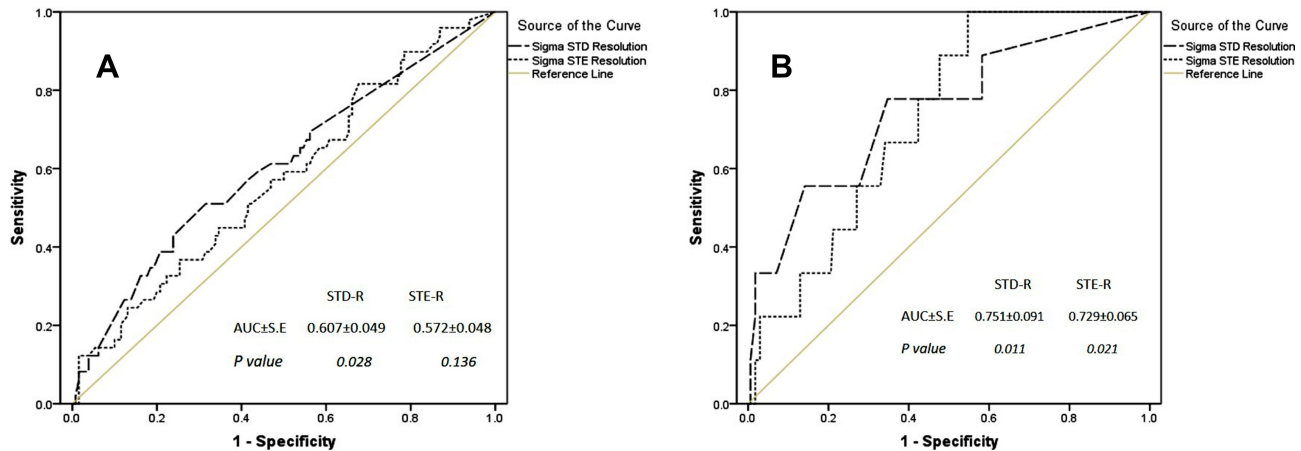 A
Source of the Curve
Sigma STD Resolution
Sigma STE Resolution
Reference Line
1.0
0.8
0.6
0.4
0.2
0.0
Sensitivity
STD-R STE-R
AUC±S.E 0.607±0.049 0.572±0.048
P value 0.028 0.136
0.0 0.2 0.4 0.6 0.8 1.0
1 - Specificity
B
Source of the Curve
Sigma STD Resolution
Sigma STE Resolution
Reference Line
1.0
0.8
0.6
0.4
0.2
0.0
Sensitivity
STD-R STE-R
AUC±S.E 0.751±0.091 0.729±0.065
P value 0.011 0.021
0.0 0.2 0.4 0.6 0.8 1.0
1 - Specificity